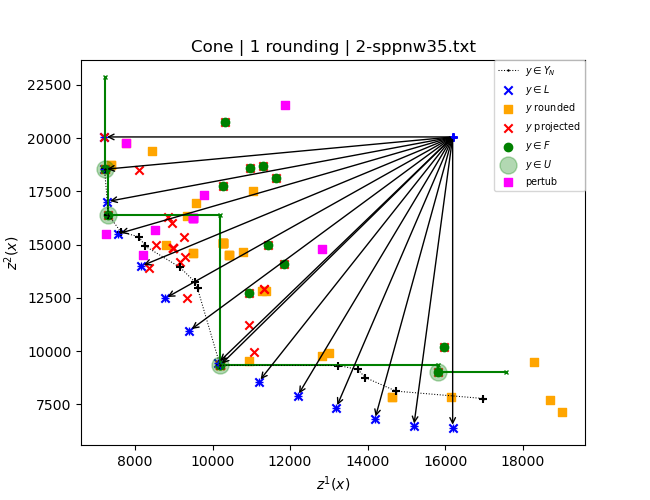 Cone | 1 rounding | 2-sppnw35.txt
y ∈ Y_N
y ∈ L
y rounded
y projected
y ∈ F
y ∈ U
pertub
z²(x)
22500
20000
17500
15000
12500
10000
7500
8000 10000 12000 14000 16000 18000
z¹(x)